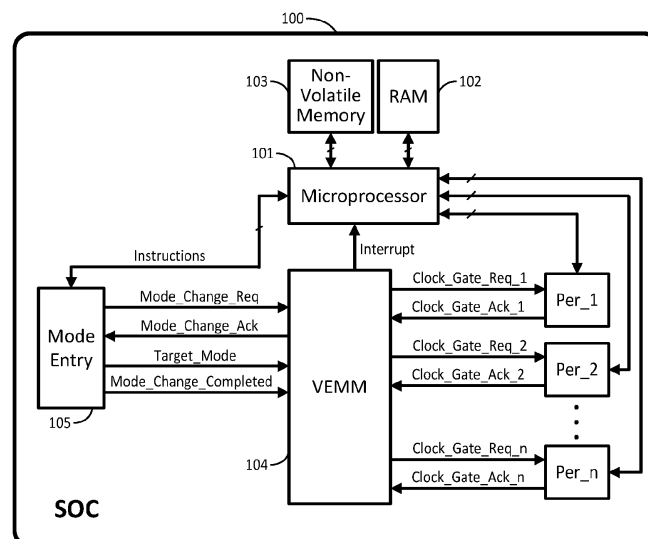 100
103
Non-
Volatile
Memory
RAM
102
101
Microprocessor
Instructions
Interrupt
Mode
Entry
105
Mode_Change_Req
Mode_Change_Ack
Target_Mode
Mode_Change_Completed
VEMM
104
Clock_Gate_Req_1
Clock_Gate_Ack_1
Per_1
Clock_Gate_Req_2
Clock_Gate_Ack_2
Per_2
Clock_Gate_Req_n
Clock_Gate_Ack_n
Per_n
SOC